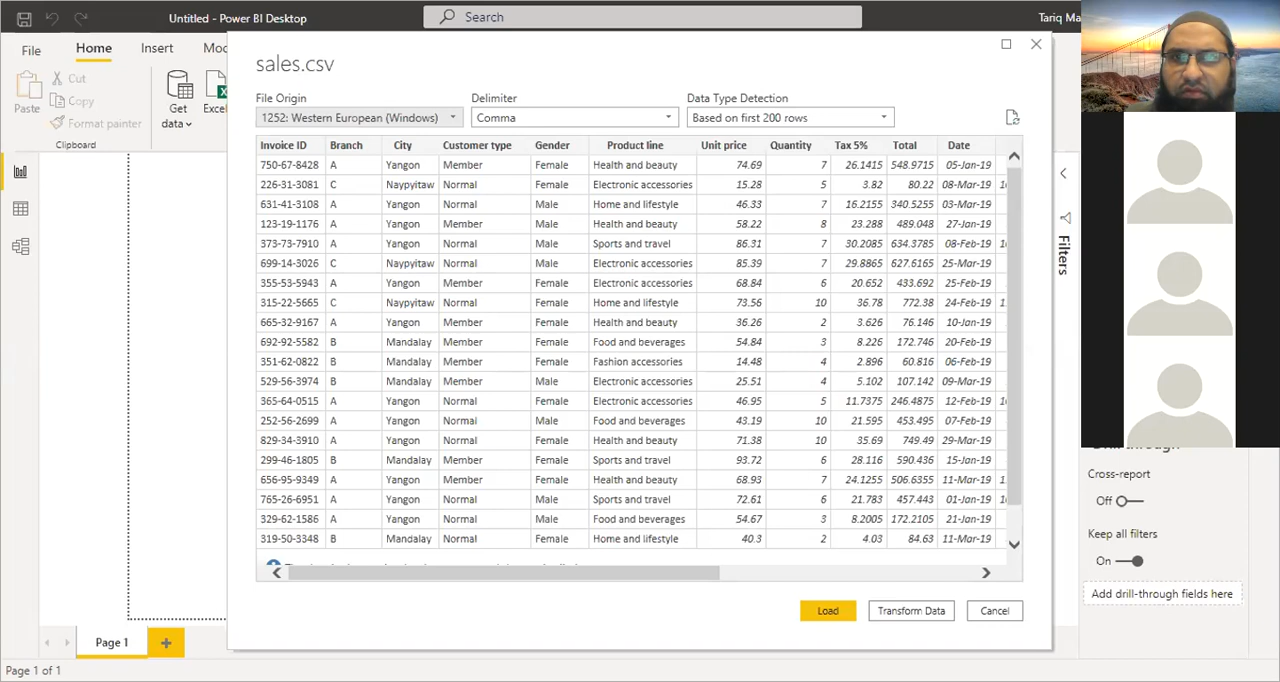 Untitled - Power BI Desktop
Search
Tariq Ma
File
Home
Insert
Mod
Paste
Cut
Copy
Format painter
Clipboard
Get data
Excel
sales.csv
File Origin
Delimiter
Data Type Detection
1252: Western European (Windows)
Comma
Based on first 200 rows
Invoice ID Branch City Customer type Gender Product line Unit price Quantity Tax 5% Total Date
750-67-8428 A Yangon Member Female Health and beauty 74.69 7 26.1415 548.9715 05-Jan-19
226-31-3081 C Naypyitaw Normal Female Electronic accessories 15.28 5 3.82 80.22 08-Mar-19
631-41-3108 A Yangon Normal Male Home and lifestyle 46.33 7 16.2155 340.5255 03-Mar-19
123-19-1176 A Yangon Member Male Health and beauty 58.22 8 23.288 489.048 27-Jan-19
373-73-7910 A Yangon Normal Male Sports and travel 86.31 7 30.2085 634.3785 08-Feb-19
699-14-3026 C Naypyitaw Normal Male Electronic accessories 85.39 7 29.8865 627.6165 25-Mar-19
355-53-5943 A Yangon Member Female Electronic accessories 68.84 6 20.652 433.692 25-Feb-19
315-22-5665 C Naypyitaw Normal Female Home and lifestyle 73.56 10 36.78 772.38 24-Feb-19
665-32-9167 A Yangon Member Female Health and beauty 36.26 2 3.626 76.146 10-Jan-19
692-92-5582 B Mandalay Member Female Food and beverages 54.84 3 8.226 172.746 20-Feb-19
351-62-0822 B Mandalay Member Female Fashion accessories 14.48 4 2.896 60.816 06-Feb-19
529-56-3974 B Mandalay Member Male Electronic accessories 25.51 4 5.102 107.142 09-Mar-19
365-64-0515 A Yangon Normal Female Electronic accessories 46.95 5 11.7375 246.4875 12-Feb-19
252-56-2699 A Yangon Normal Male Food and beverages 43.19 10 21.595 453.495 07-Feb-19
829-34-3910 A Yangon Normal Female Health and beauty 71.38 10 35.69 749.49 29-Mar-19
299-46-1805 B Mandalay Member Female Sports and travel 93.72 6 28.116 590.436 15-Jan-19
656-95-9349 A Yangon Member Female Health and beauty 68.93 7 24.1255 506.6355 11-Mar-19
765-26-6951 A Yangon Normal Male Sports and travel 72.61 6 21.783 457.443 01-Jan-19
329-62-1586 A Yangon Normal Male Food and beverages 54.67 3 8.2005 172.2105 21-Jan-19
319-50-3348 B Mandalay Normal Female Home and lifestyle 40.3 2 4.03 84.63 11-Mar-19
Load
Transform Data
Cancel
Filters
Cross-report
Off
Keep all filters
On
Add drill-through fields here
Page 1
Page 1 of 1